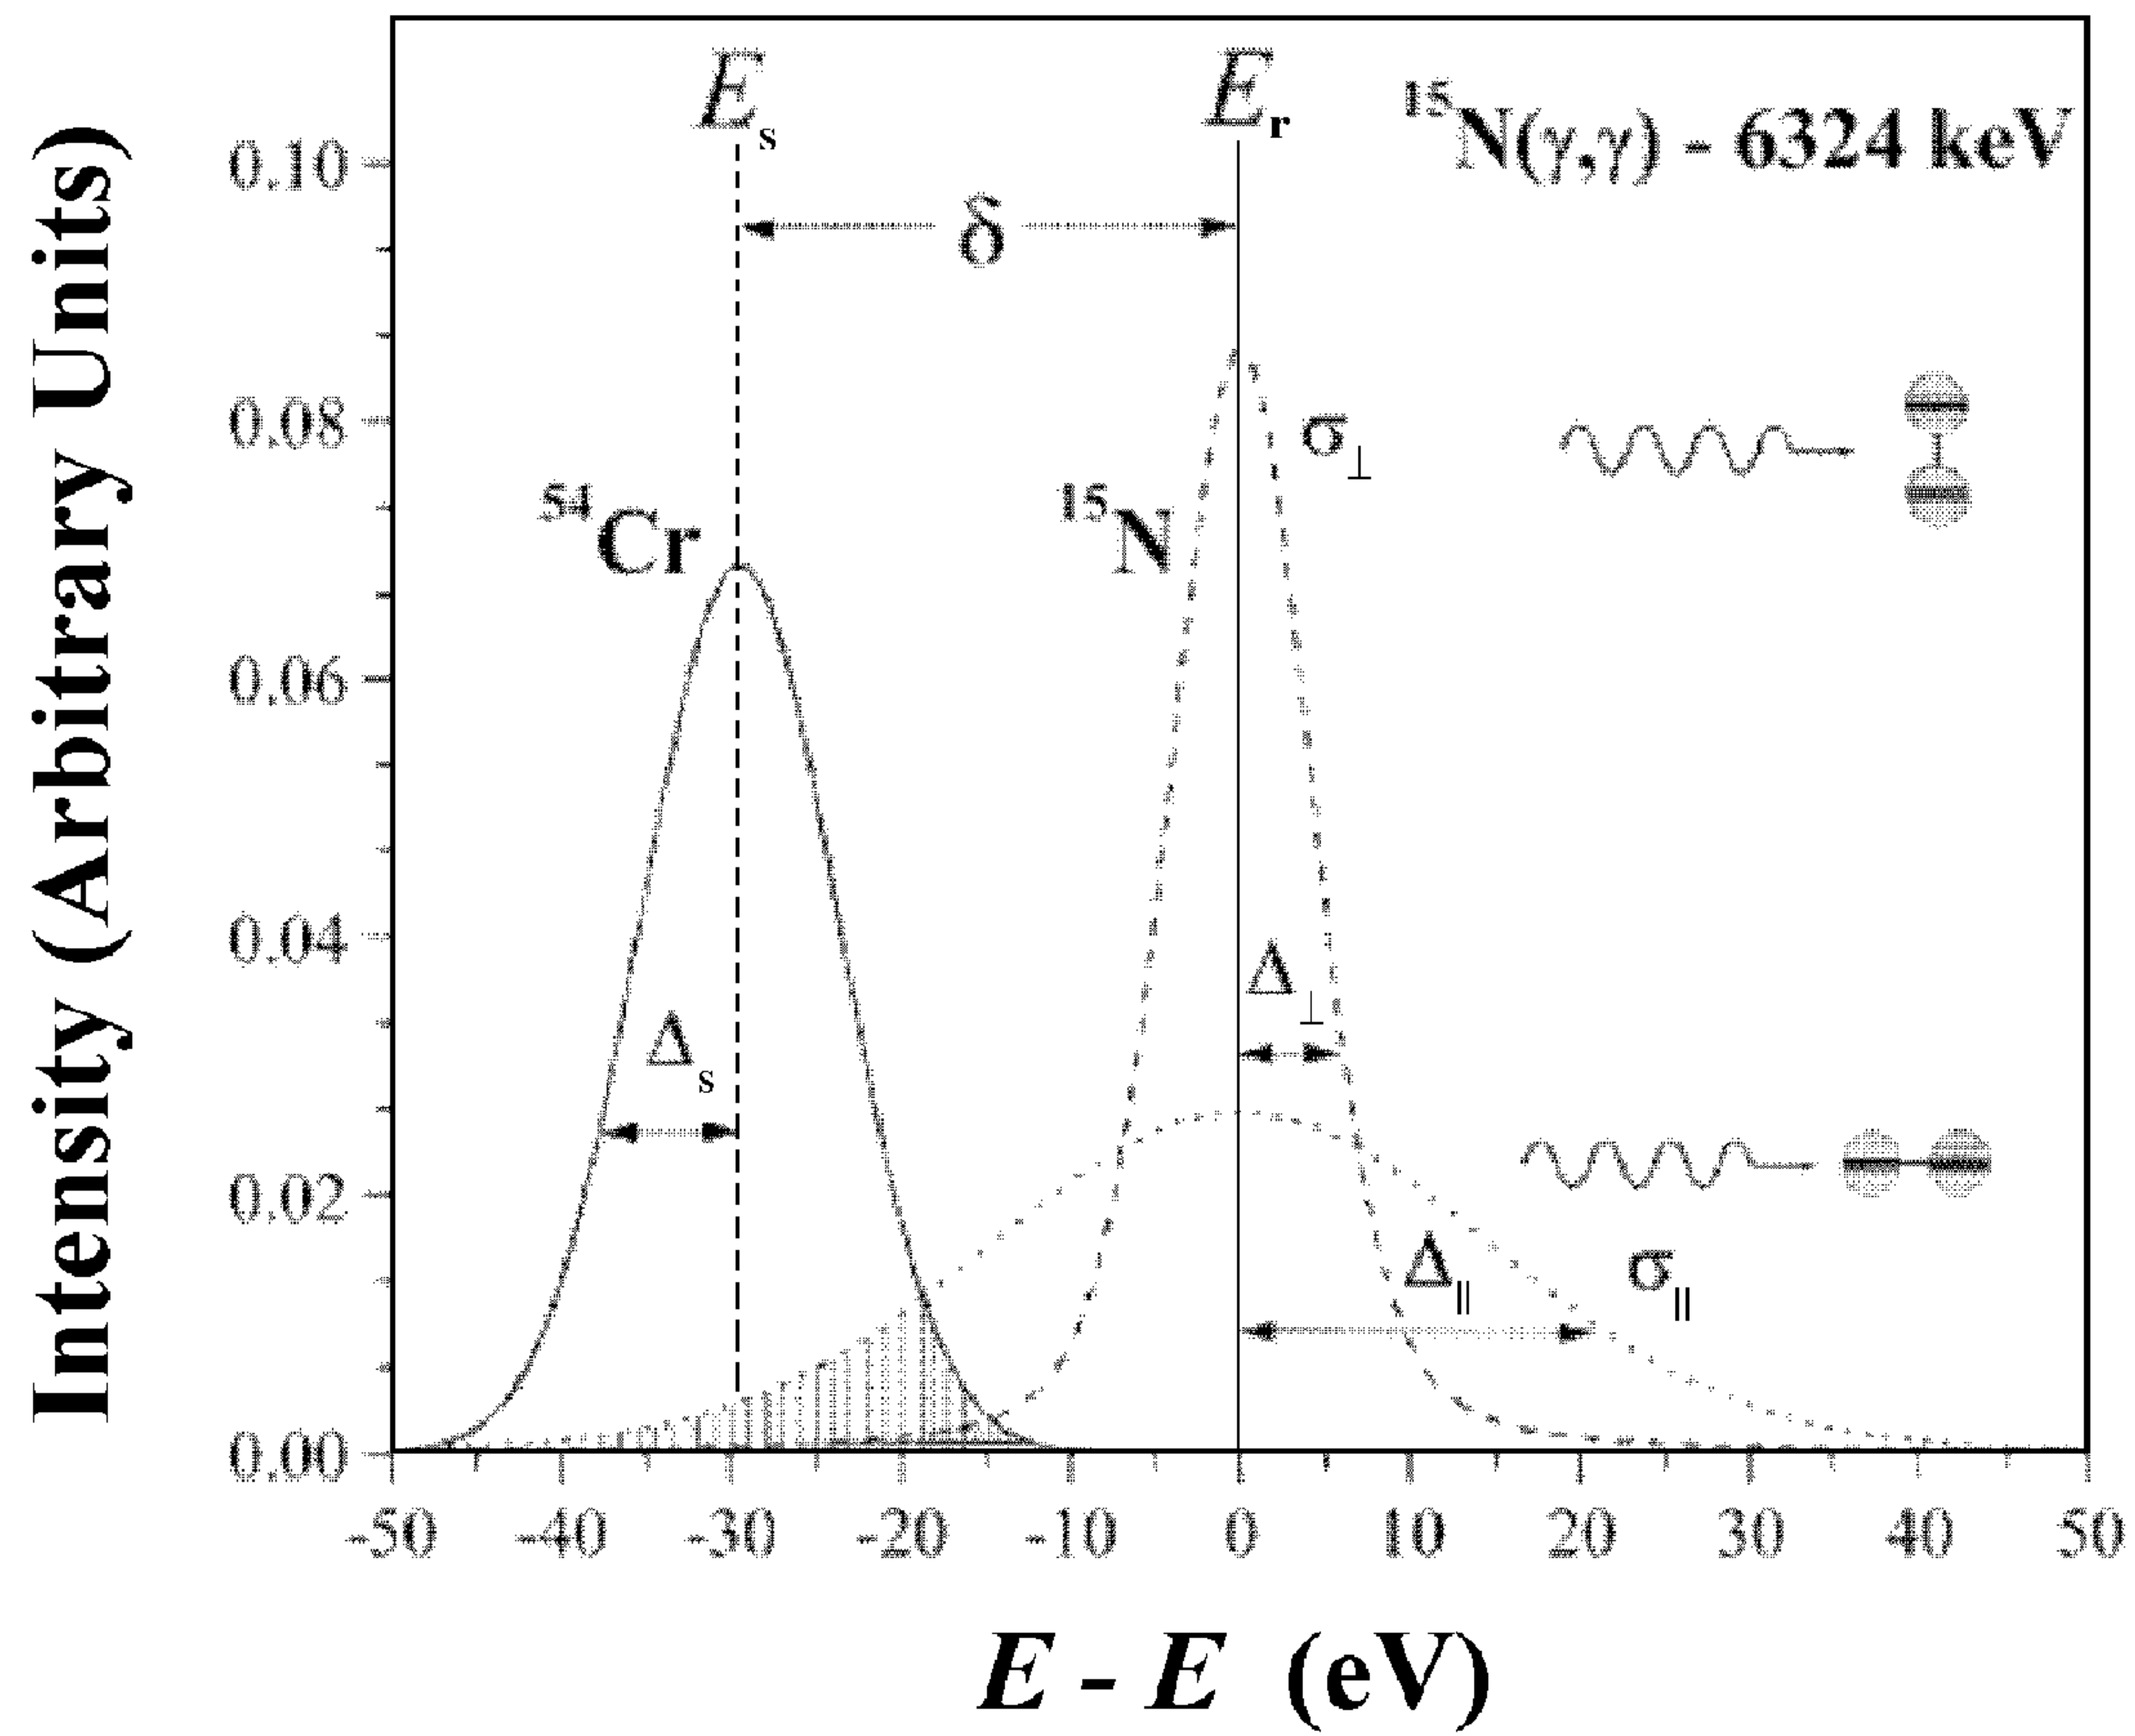 E_s
E_r
¹⁵N(γ,γ) - 6324 keV
δ
σ_⊥
⁵⁴Cr
¹⁵N
Δ_⊥
Δ_s
Δ_∥
σ_∥
0.10
0.08
0.06
0.04
0.02
0.00
-50 -40 -30 -20 -10 0 10 20 30 40 50
E - E (eV)
Intensity (Arbitrary Units)